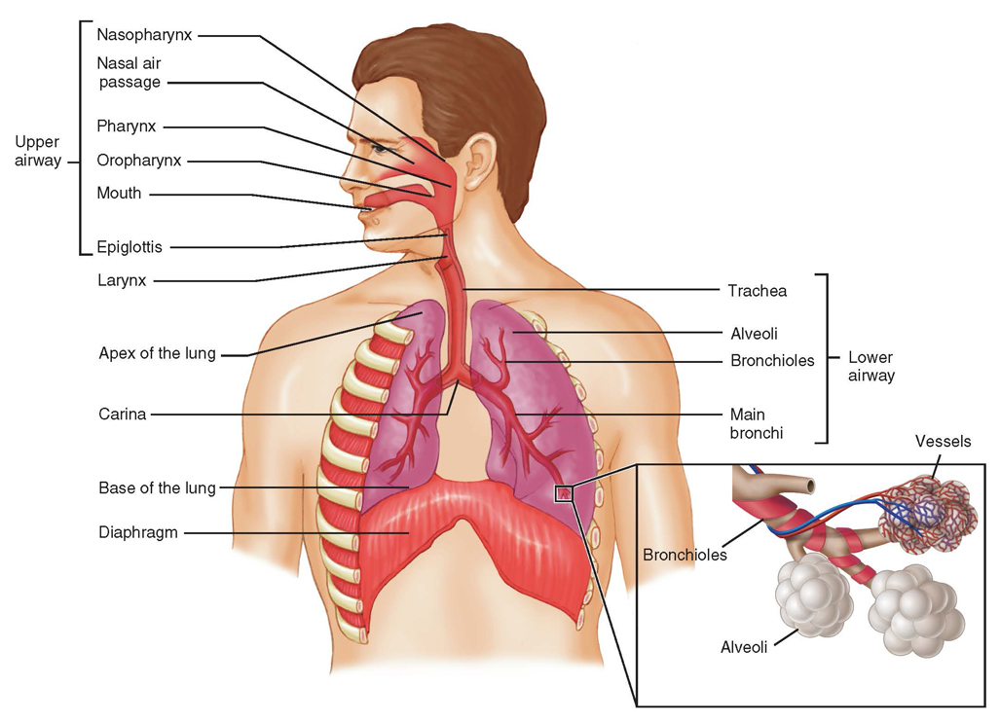 Nasopharynx
Nasal air
passage
Pharynx
Upper
airway
Oropharynx
Mouth
Epiglottis
Larynx
Apex of the lung
Carina
Base of the lung
Diaphragm
Trachea
Alveoli
Bronchioles
Lower
airway
Main
bronchi
Vessels
Bronchioles
Alveoli